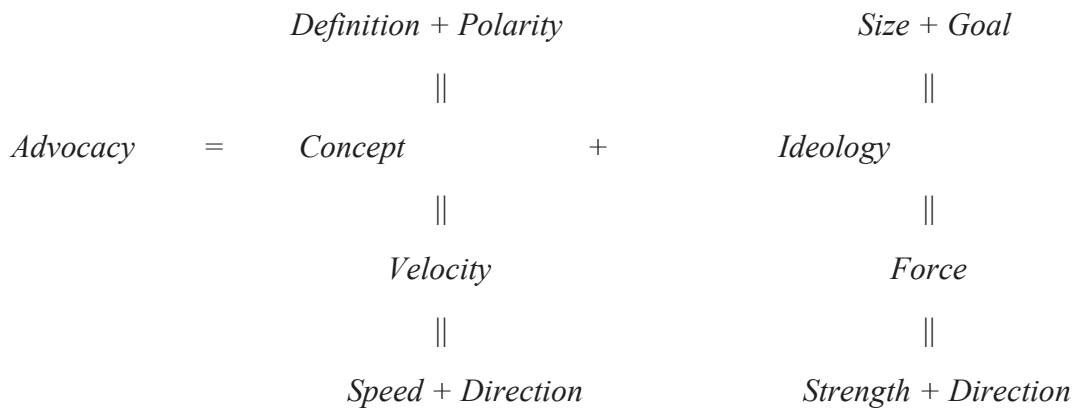 Definition + Polarity Size + Goal
|| ||
Advocacy = Concept + Ideology
|| ||
Velocity Force
|| ||
Speed + Direction Strength + Direction